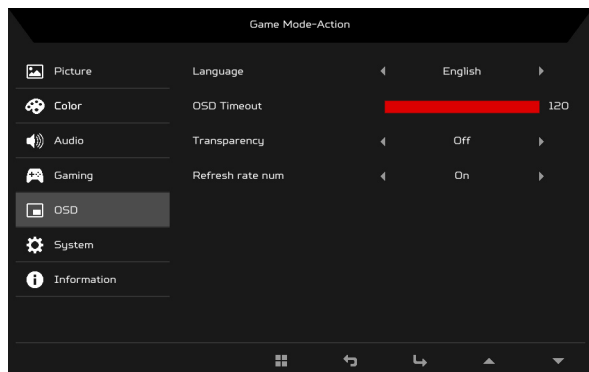 Game Mode-Action
Picture
Language English
Color
OSD Timeout 120
Audio
Transparency Off
Gaming
Refresh rate num On
OSD
System
Information